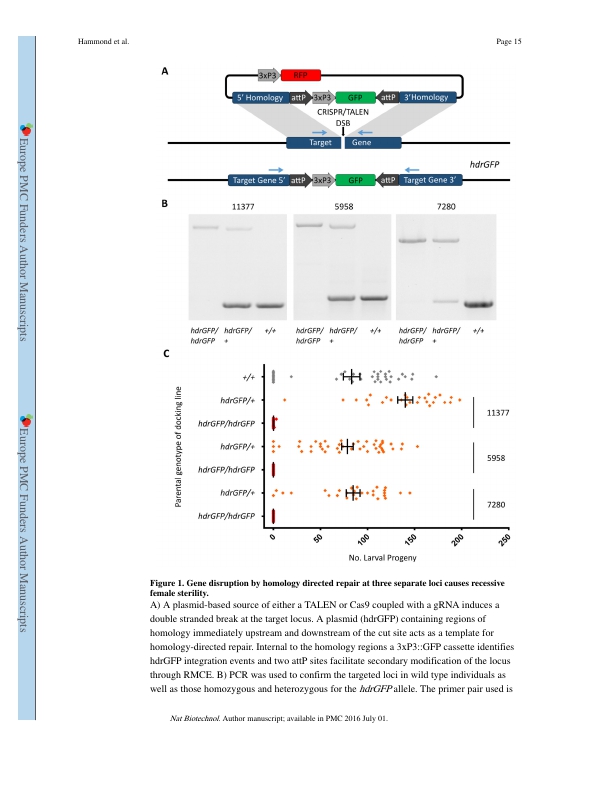 Hammond et al.
Page 15
A
3xP3
RFP
5' Homology
attP
3xP3
GFP
attP
3'Homology
CRISPR/TALEN
DSB
Target
Gene
hdrGFP
Target Gene 5'
attP
3xP3
GFP
attP
Target Gene 3'
B
11377
5958
7280
hdrGFP/ hdrGFP/ +/+
hdrGFP +
hdrGFP/ hdrGFP/ +/+
hdrGFP +
hdrGFP/ hdrGFP/ +/+
hdrGFP +
C
Parental genotype of docking line
+/+
hdrGFP/+
hdrGFP/hdrGFP
11377
hdrGFP/+
hdrGFP/hdrGFP
5958
hdrGFP/+
hdrGFP/hdrGFP
7280
0
50
100
150
200
250
No. Larval Progeny
Figure 1. Gene disruption by homology directed repair at three separate loci causes recessive
female sterility.
A) A plasmid-based source of either a TALEN or Cas9 coupled with a gRNA induces a
double stranded break at the target locus. A plasmid (hdrGFP) containing regions of
homology immediately upstream and downstream of the cut site acts as a template for
homology-directed repair. Internal to the homology regions a 3xP3::GFP cassette identifies
hdrGFP integration events and two attP sites facilitate secondary modification of the locus
through RMCE. B) PCR was used to confirm the targeted loci in wild type individuals as
well as those homozygous and heterozygous for the hdrGFP allele. The primer pair used is
Nat Biotechnol. Author manuscript; available in PMC 2016 July 01.
Europe PMC Funders Author Manuscripts
Europe PMC Funders Author Manuscripts